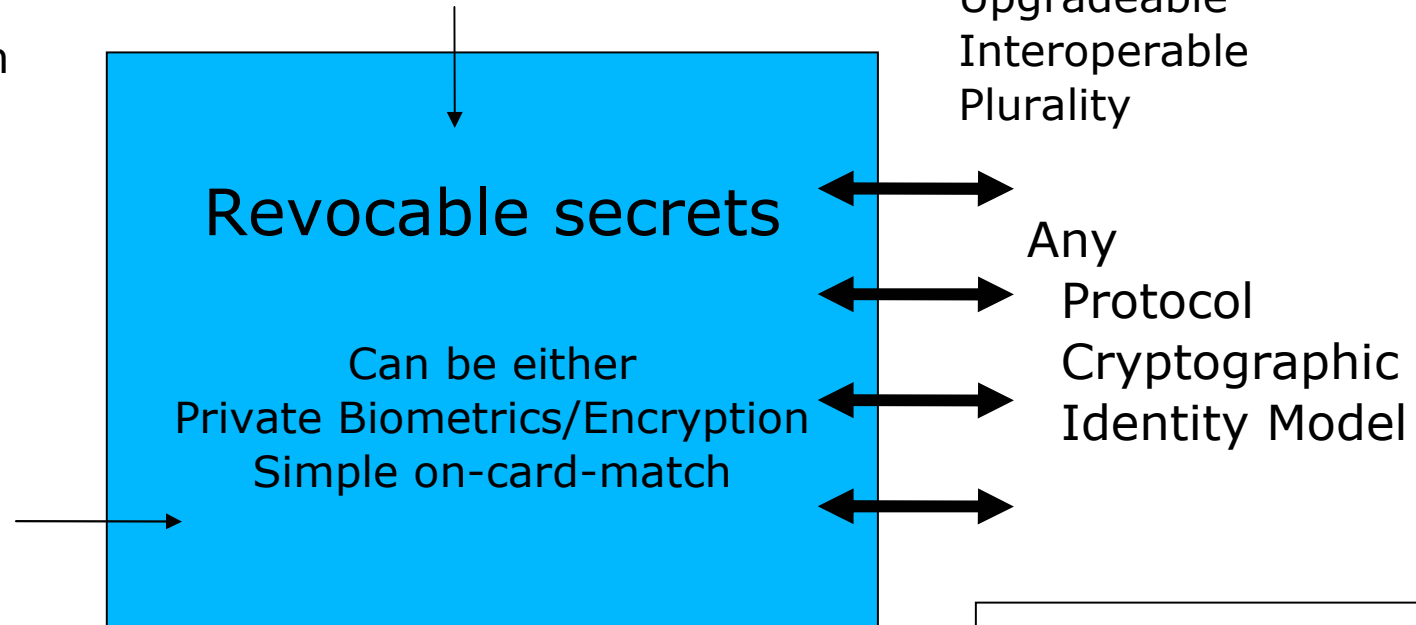 Upgradeable
Interoperable
Plurality
Revocable secrets
Can be either
Private Biometrics/Encryption
Simple on-card-match
Any
Protocol
Cryptographic
Identity Model